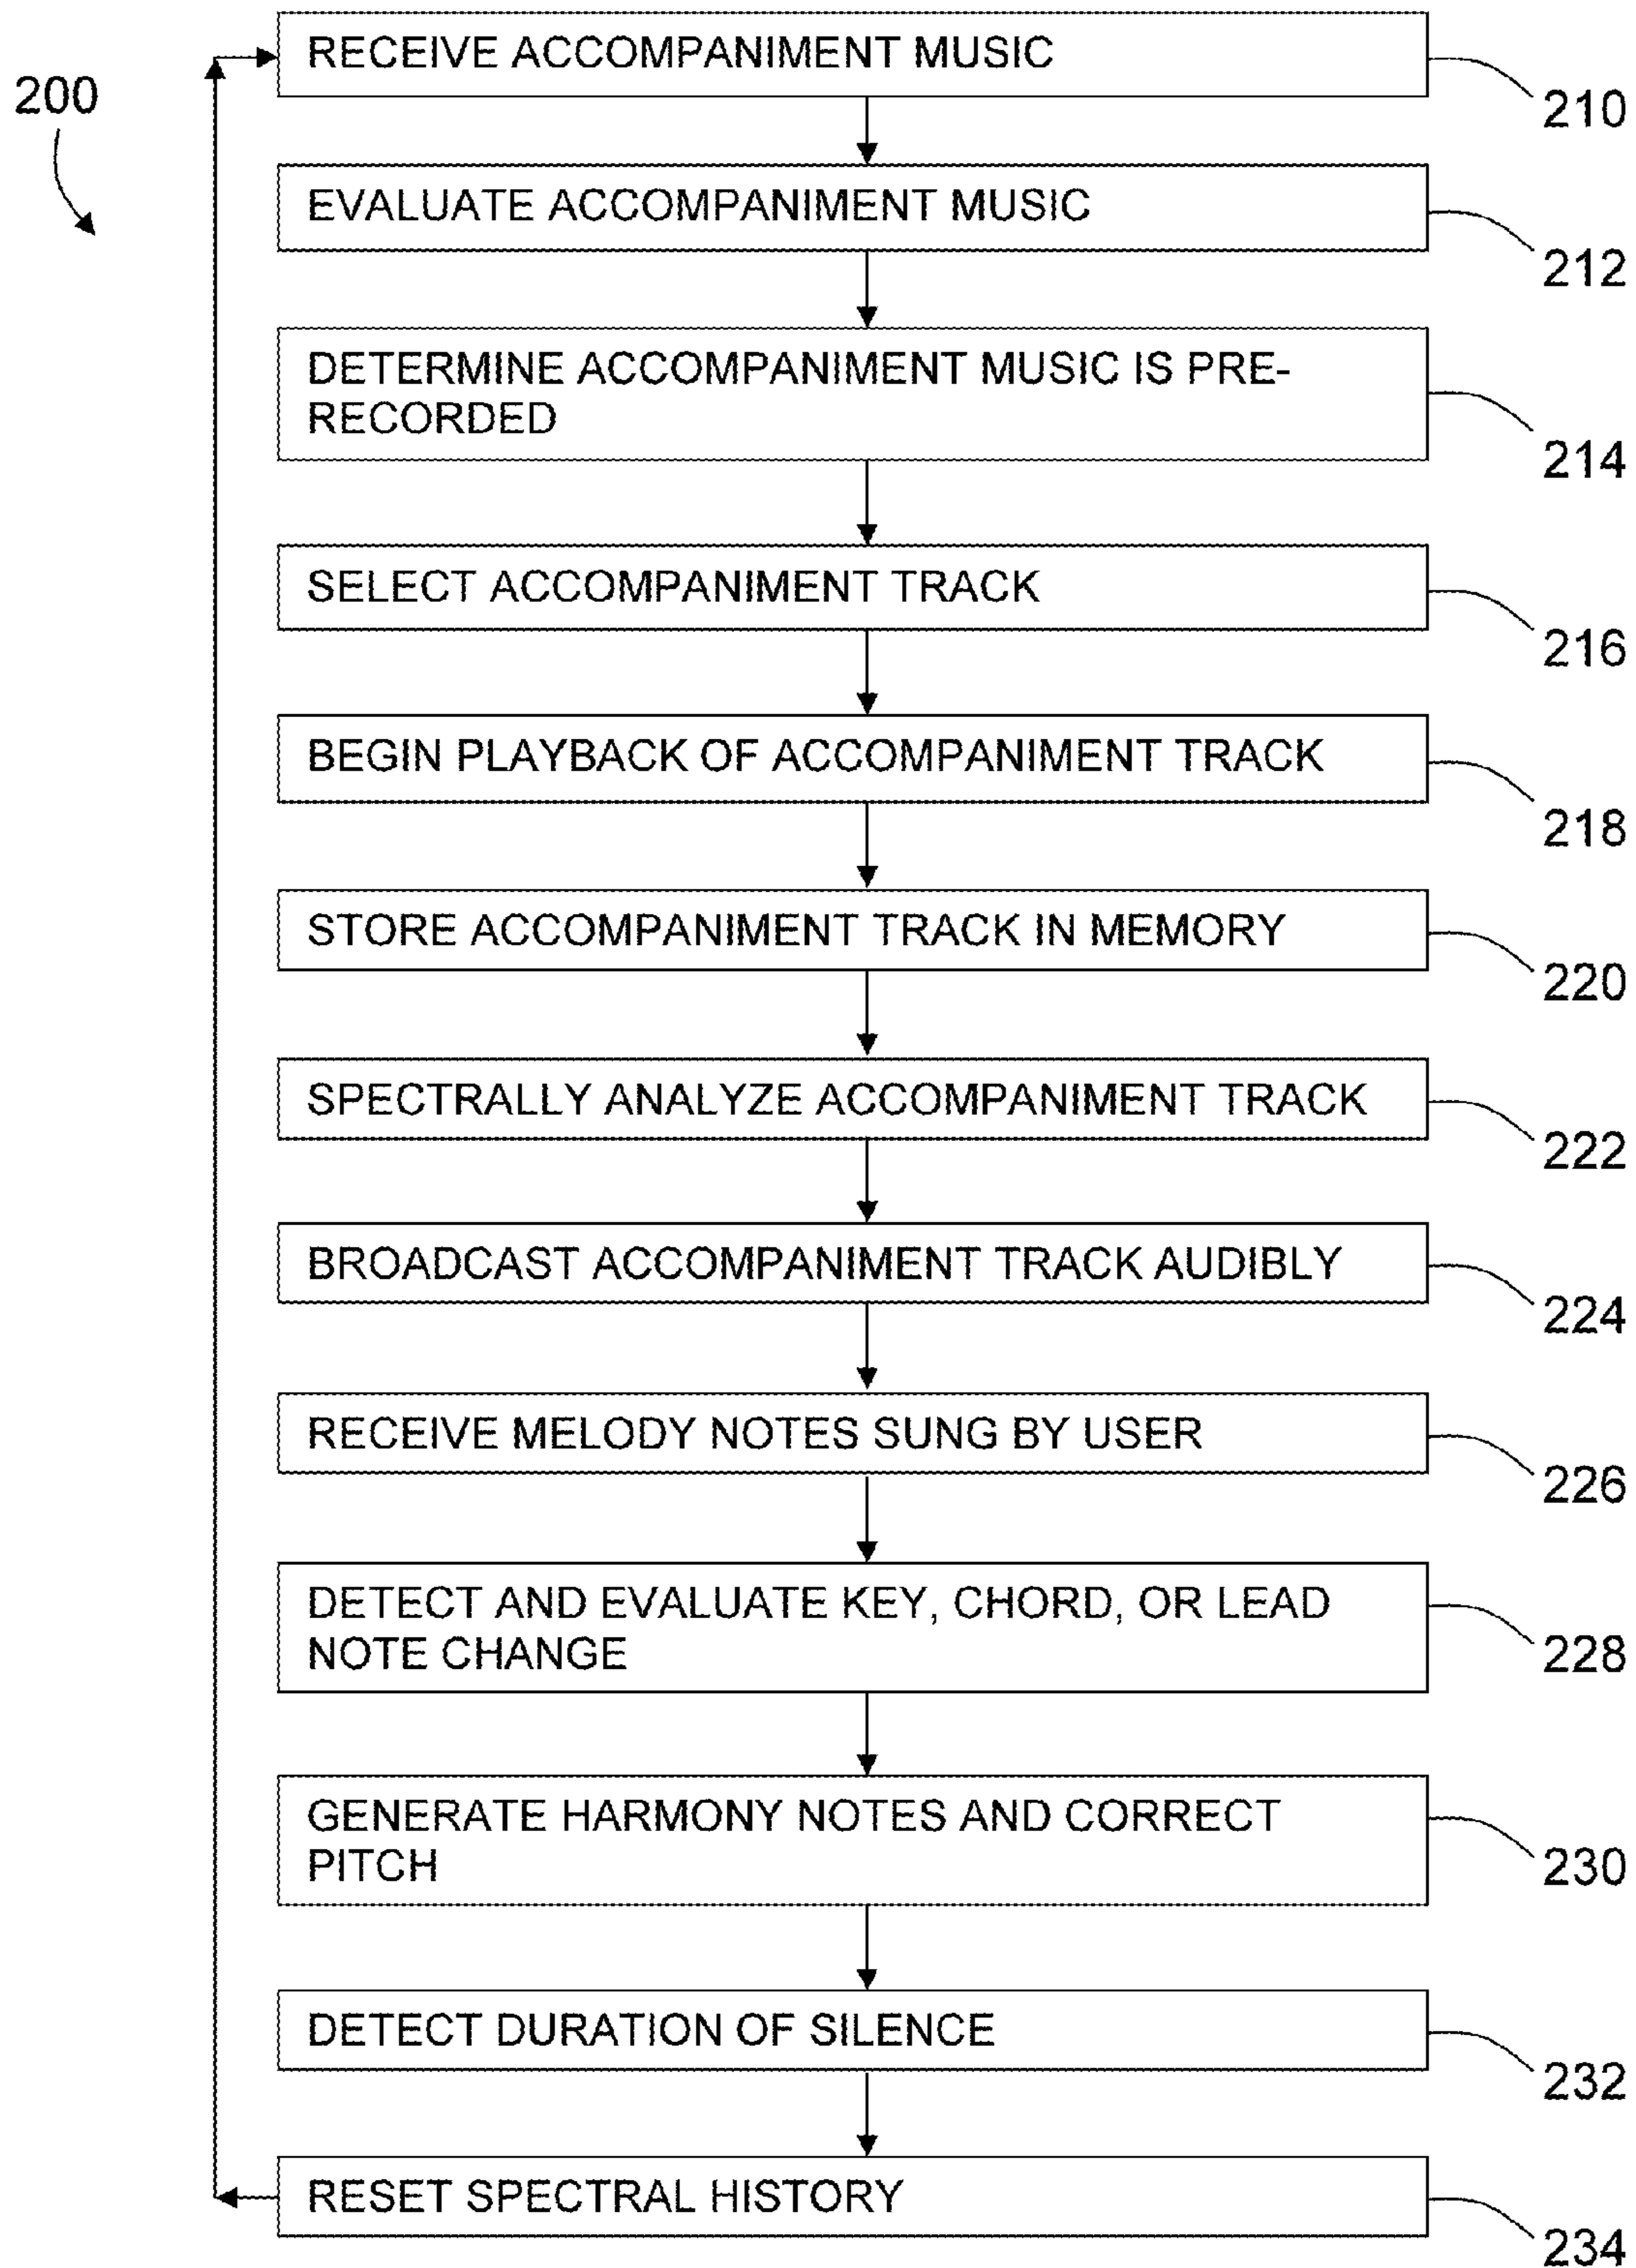 RECEIVE ACCOMPANIMENT MUSIC
200
210
EVALUATE ACCOMPANIMENT MUSIC
212
DETERMINE ACCOMPANIMENT MUSIC IS PRE-
RECORDED
214
SELECT ACCOMPANIMENT TRACK
216
BEGIN PLAYBACK OF ACCOMPANIMENT TRACK
218
STORE ACCOMPANIMENT TRACK IN MEMORY
220
SPECTRALLY ANALYZE ACCOMPANIMENT TRACK
222
BROADCAST ACCOMPANIMENT TRACK AUDIBLY
224
RECEIVE MELODY NOTES SUNG BY USER
226
DETECT AND EVALUATE KEY, CHORD, OR LEAD
NOTE CHANGE
228
GENERATE HARMONY NOTES AND CORRECT
PITCH
230
DETECT DURATION OF SILENCE
232
RESET SPECTRAL HISTORY
234